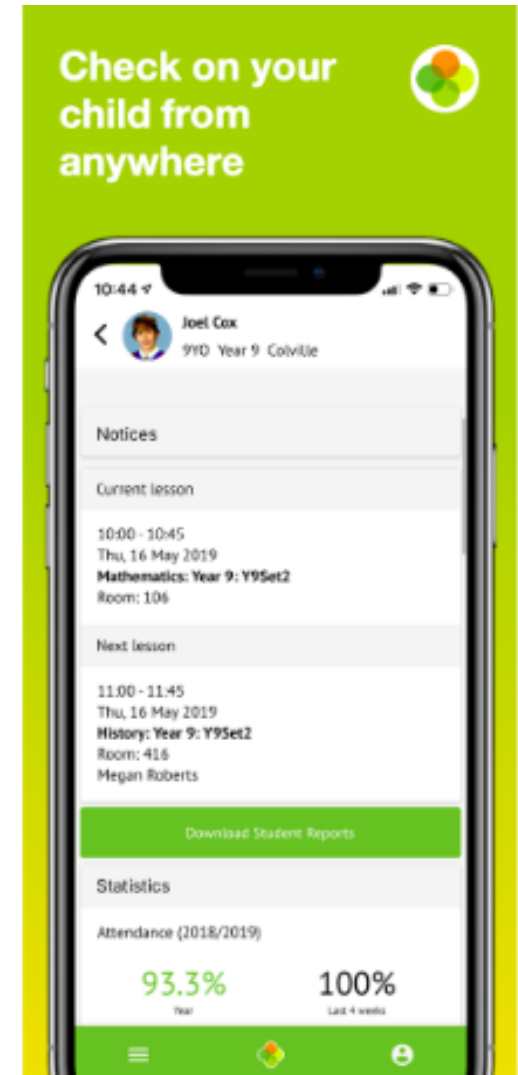 Check on your
child from
anywhere
10:44
Joel Cox
9YO Year 9 Colville
Notices
Current lesson
10:00 - 10:45
Thu, 16 May 2019
Mathematics: Year 9: Y9Set2
Room: 106
Next lesson
11:00 - 11:45
Thu, 16 May 2019
History: Year 9: Y9Set2
Room: 416
Megan Roberts
Download Student Reports
Statistics
Attendance (2018/2019)
93.3% 100%
Year Last 4 weeks